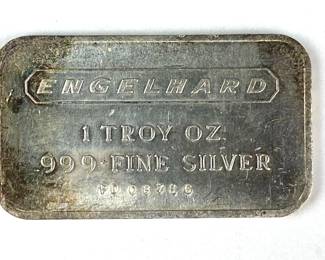 ENGELHARD
1 TROY OZ.
999+FINE SILVER